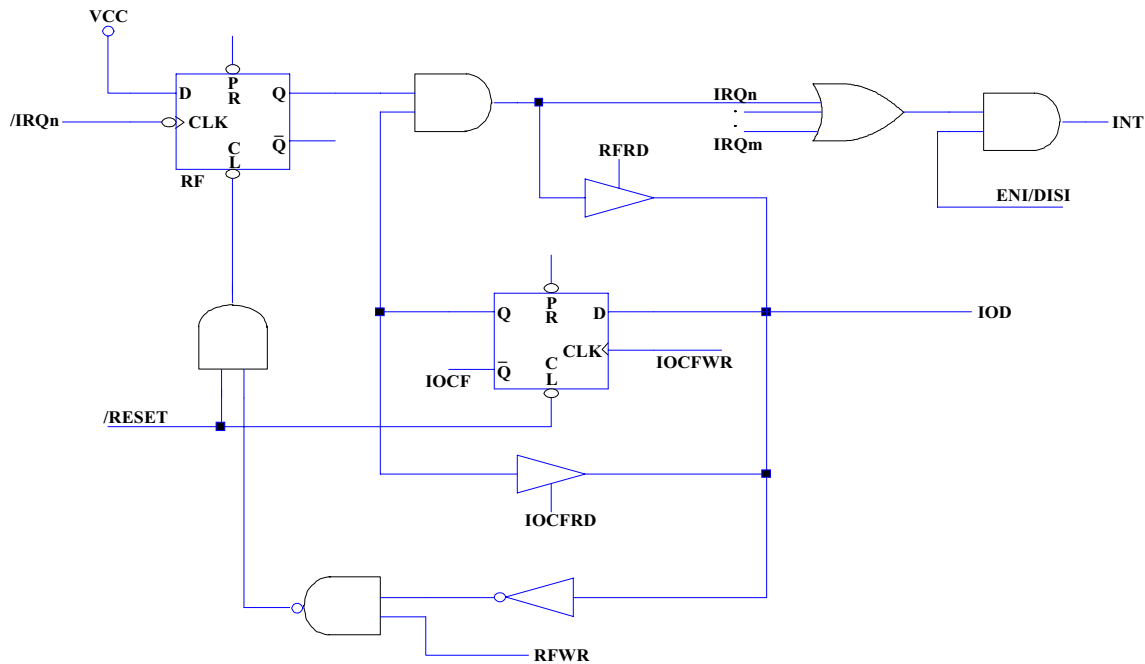 VCC
P
R
D
Q
/IRQn
CLK
C
L
Q̅
RF
IRQn
.
.
IRQm
INT
RFRD
ENI/DISI
P
R
Q
D
IOD
CLK
IOCFWR
C
L
Q̅
IOCF
/RESET
IOCFRD
RFWR